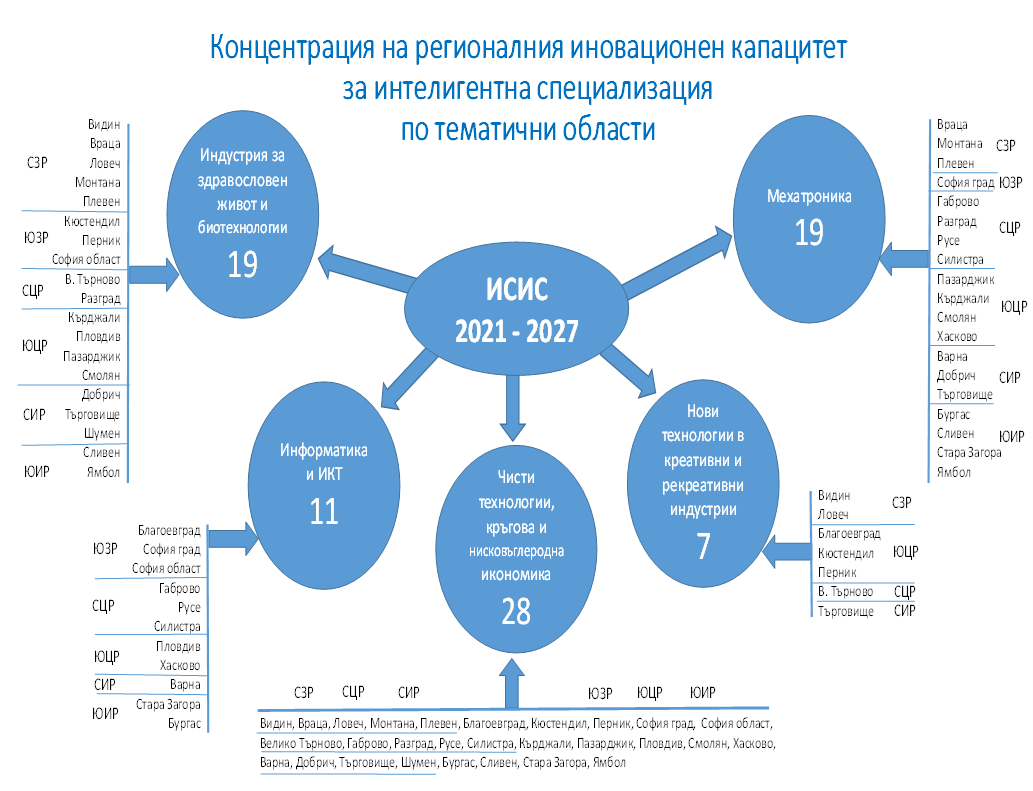 Концентрация на регионалния иновационен капацитет
за интелигентна специализация
по тематични области
Видин
Враца
Ловеч
Монтана
Плевен
СЗР
Кюстендил
Перник
София област
ЮЗР
В. Търново
Разград
СЦР
Кърджали
Пловдив
Пазарджик
Смолян
ЮЦР
Добрич
Търговище
Шумен
СИР
Сливен
Ямбол
ЮИР
Индустрия за
здравословен
живот и
биотехнологии
19
ИСИС
2021 - 2027
Мехатроника
19
Враца
Монтана
Плевен
СЗР
София град
ЮЗР
Габрово
Разград
Русе
Силистра
СЦР
Пазарджик
Кърджали
Смолян
Хасково
ЮЦР
Варна
Добрич
Търговище
СИР
Бургас
Сливен
Стара Загора
Ямбол
ЮИР
Информатика
и ИКТ
11
Благоевград
София град
София област
ЮЗР
Габрово
Русе
Силистра
СЦР
Пловдив
Хасково
ЮЦР
Варна
СИР
Стара Загора
Бургас
ЮИР
Чисти
технологии,
кръгова и
нисковъглеродна
икономика
28
Нови
технологии в
креативни и
рекреативни
индустрии
7
Видин
Ловеч
СЗР
Благоевград
Кюстендил
Перник
ЮЦР
В. Търново
СЦР
Търговище
СИР
СЗР СЦР СИР ЮЗР ЮЦР ЮИР
Видин, Враца, Ловеч, Монтана, Плевен, Благоевград, Кюстендил, Перник, София град, София област,
Велико Търново, Габрово, Разград, Русе, Силистра, Кърджали, Пазарджик, Пловдив, Смолян, Хасково,
Варна, Добрич, Търговище, Шумен, Бургас, Сливен, Стара Загора, Ямбол